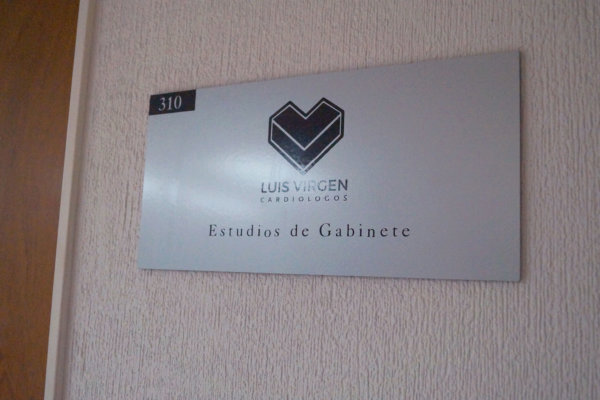 310
LUIS VIRGEN
CARDIOLOGOS
Estudios de Gabinete